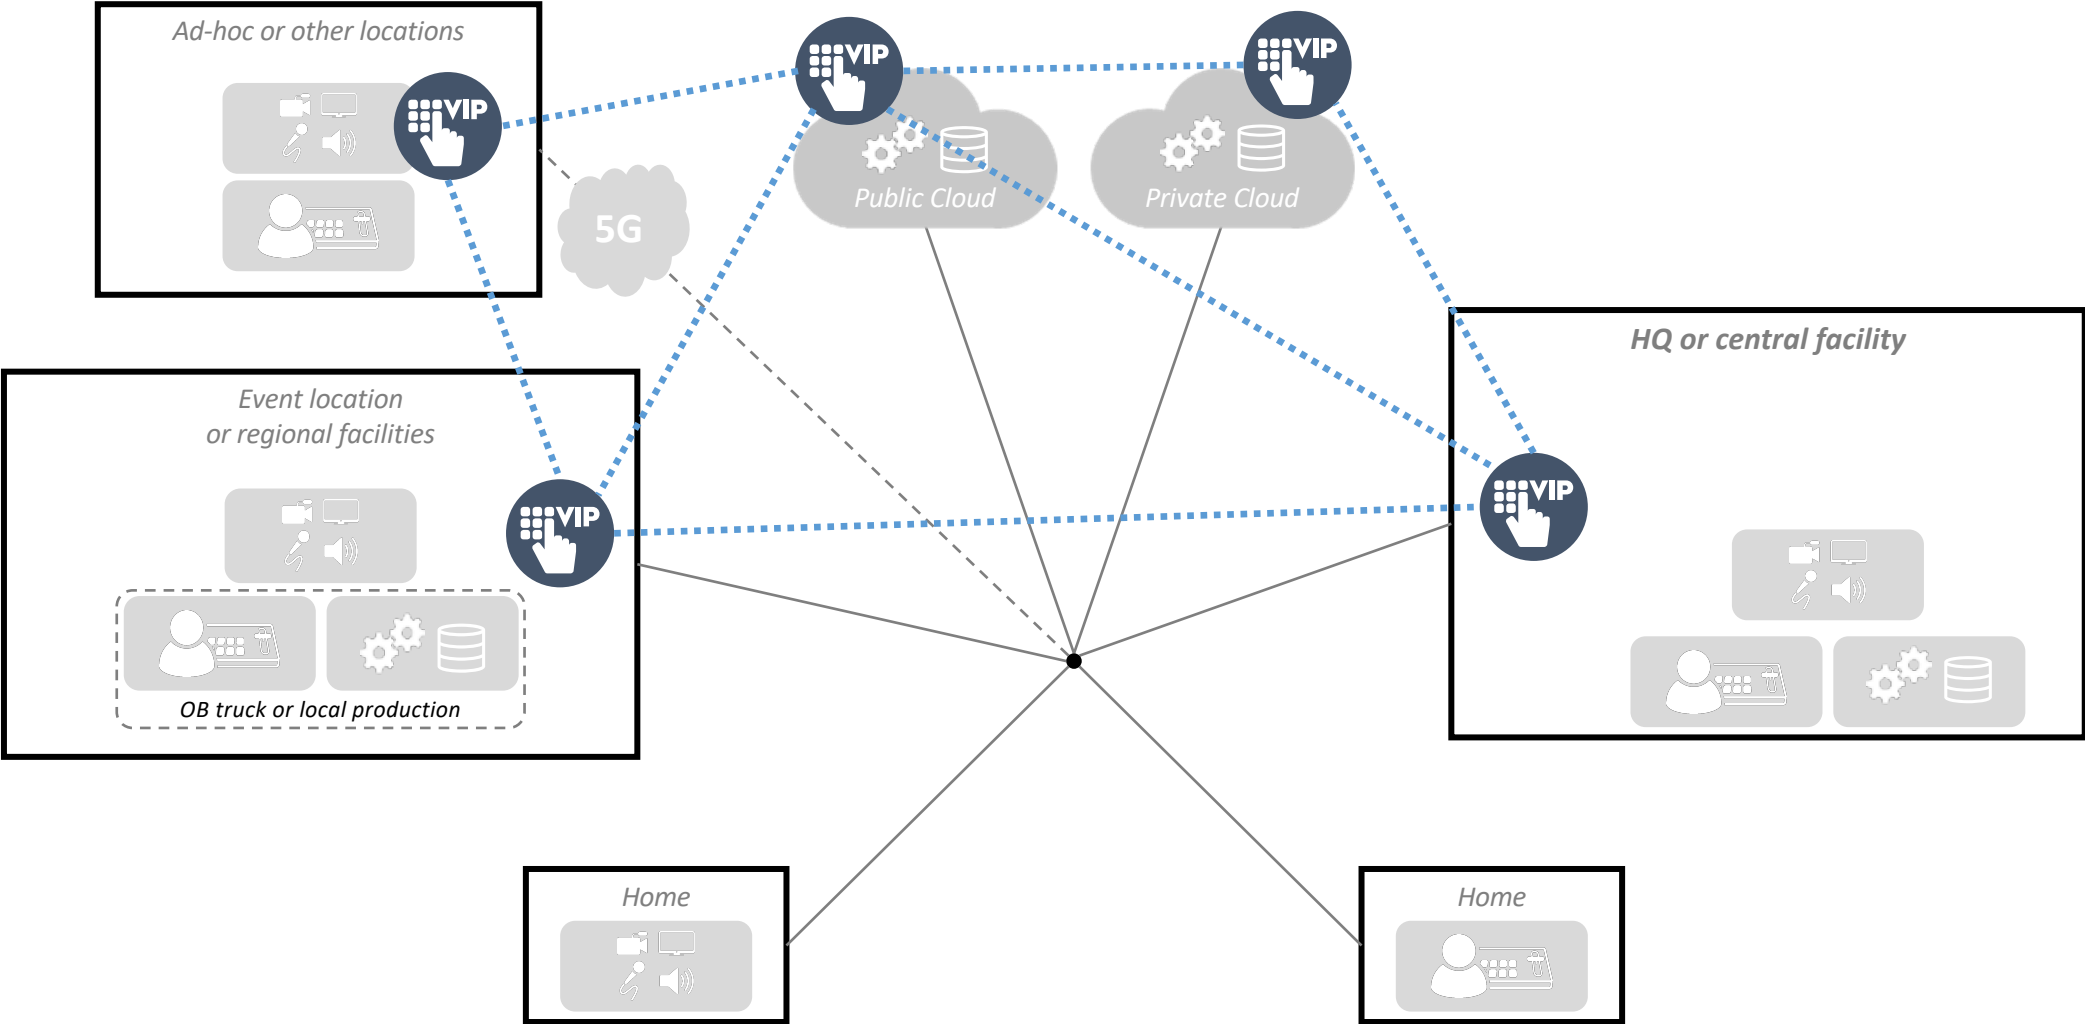 Ad-hoc or other locations
VIP
VIP
VIP
5G
Public Cloud
Private Cloud
HQ or central facility
VIP
Event location
or regional facilities
VIP
OB truck or local production
Home
Home